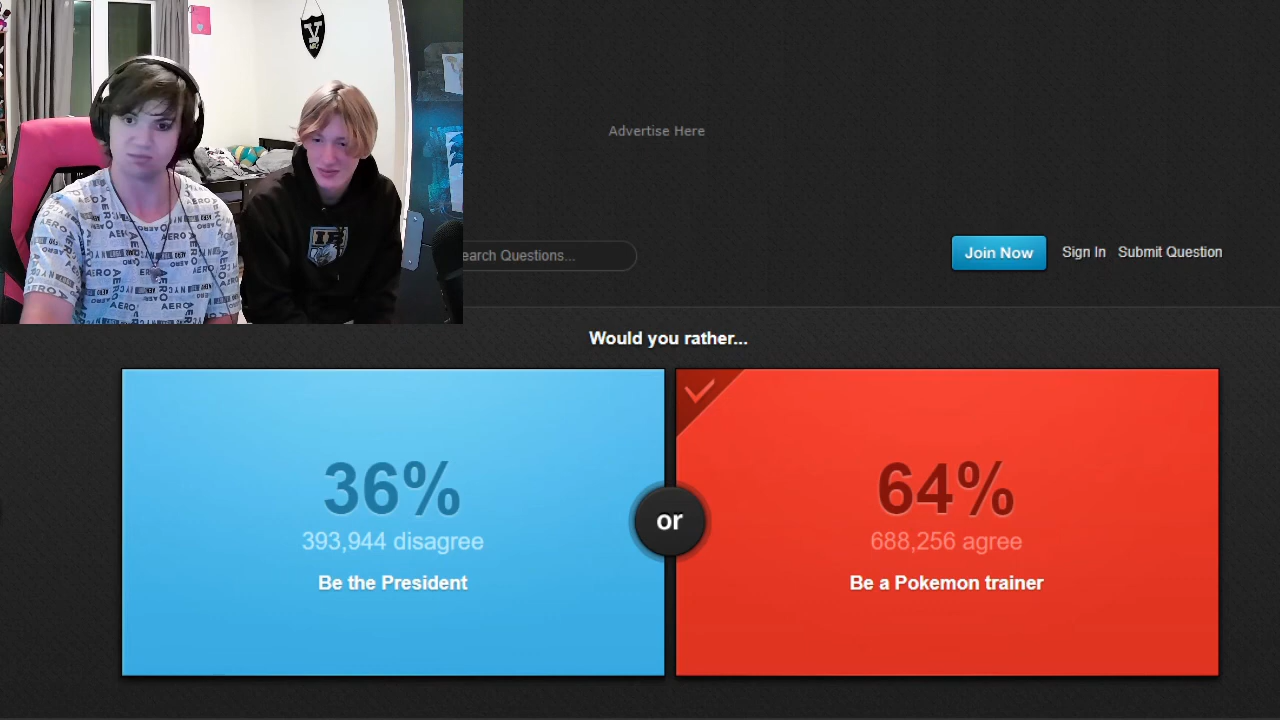 Advertise Here
earch Questions...
Join Now
Sign In
Submit Question
Would you rather...
36%
393,944 disagree
Be the President
or
64%
688,256 agree
Be a Pokemon trainer
AERO